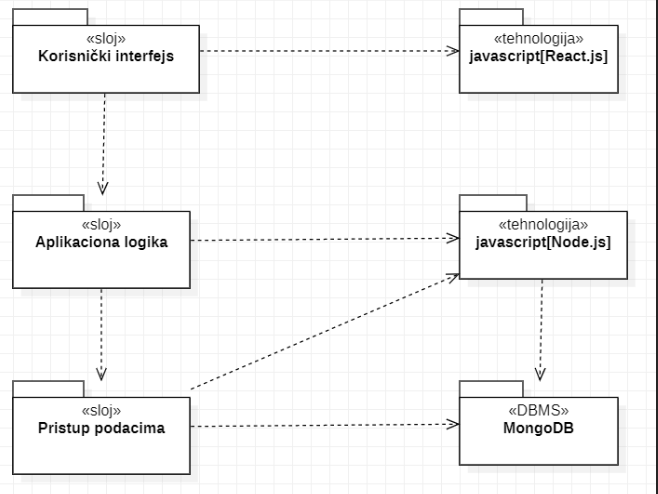 «sloj»
Korisnički interfejs
«tehnologija»
javascript[React.js]
«sloj»
Aplikaciona logika
«tehnologija»
javascript[Node.js]
«sloj»
Pristup podacima
«DBMS»
MongoDB